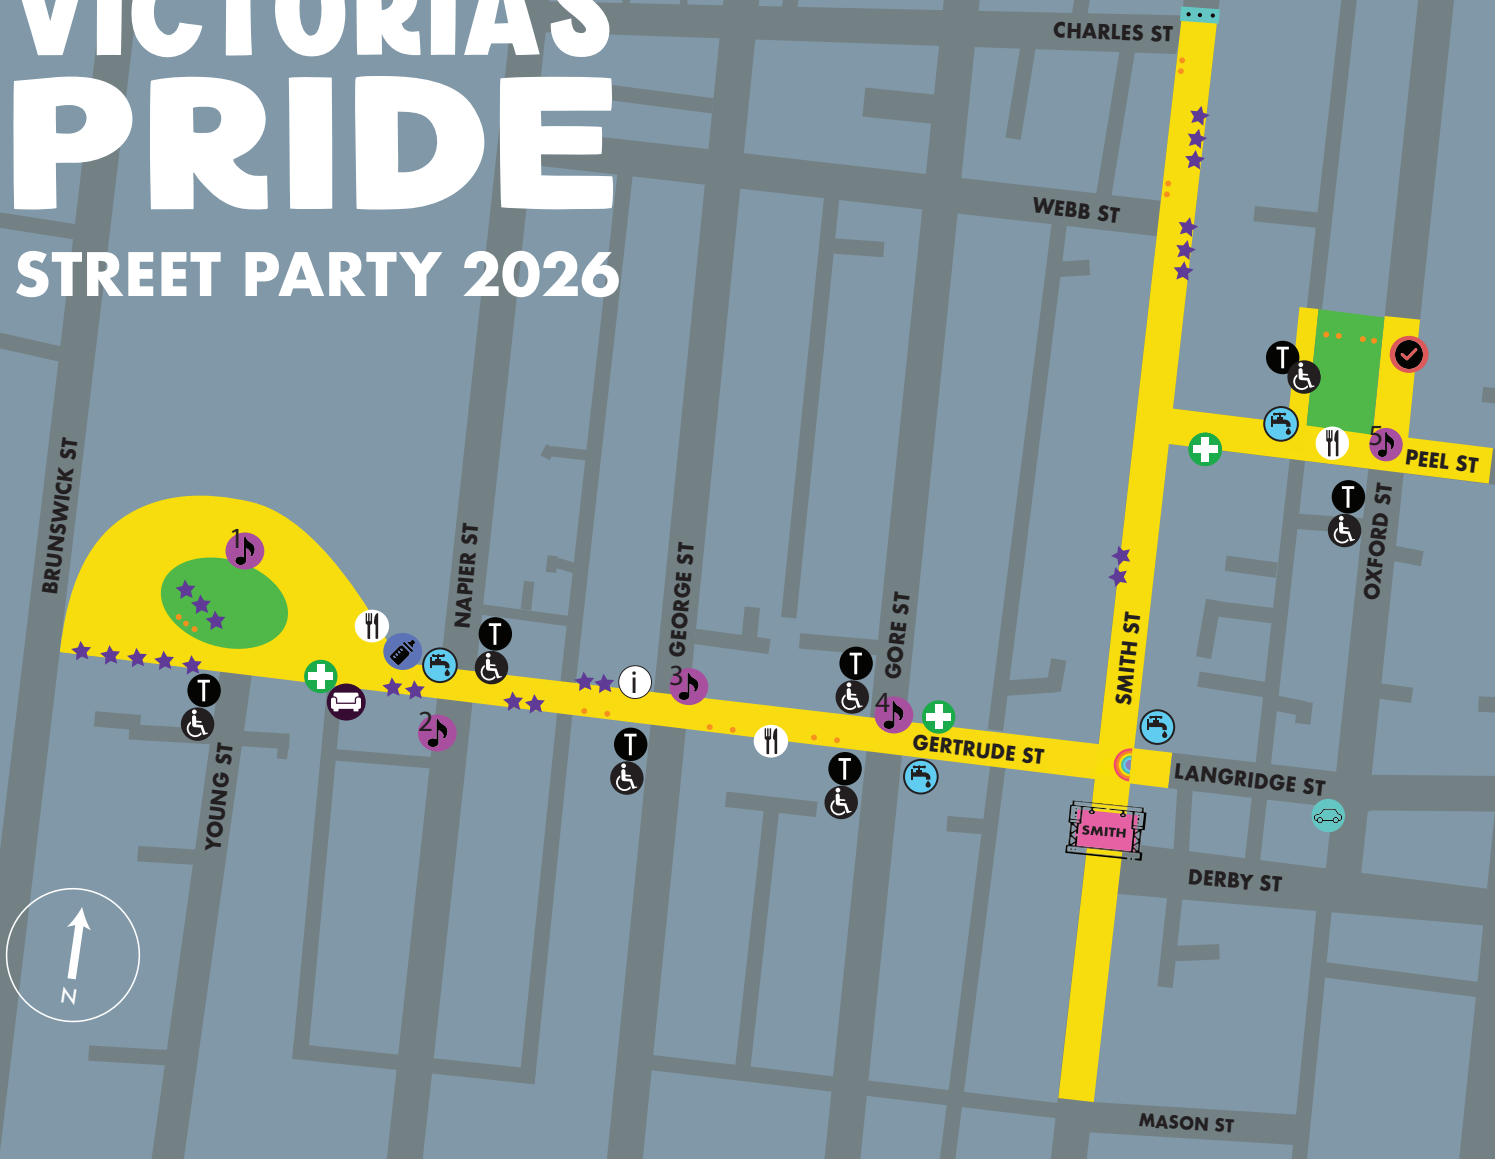 VICTORIA'S
PRIDE
STREET PARTY 2026
CHARLES ST
WEBB ST
BRUNSWICK ST
NAPIER ST
GEORGE ST
GORE ST
SMITH ST
PEEL ST
OXFORD ST
YOUNG ST
GERTRUDE ST
LANGRIDGE ST
DERBY ST
MASON ST
SMITH
1
2
3
4
5
T
T
T
T
T
T
T
i
N